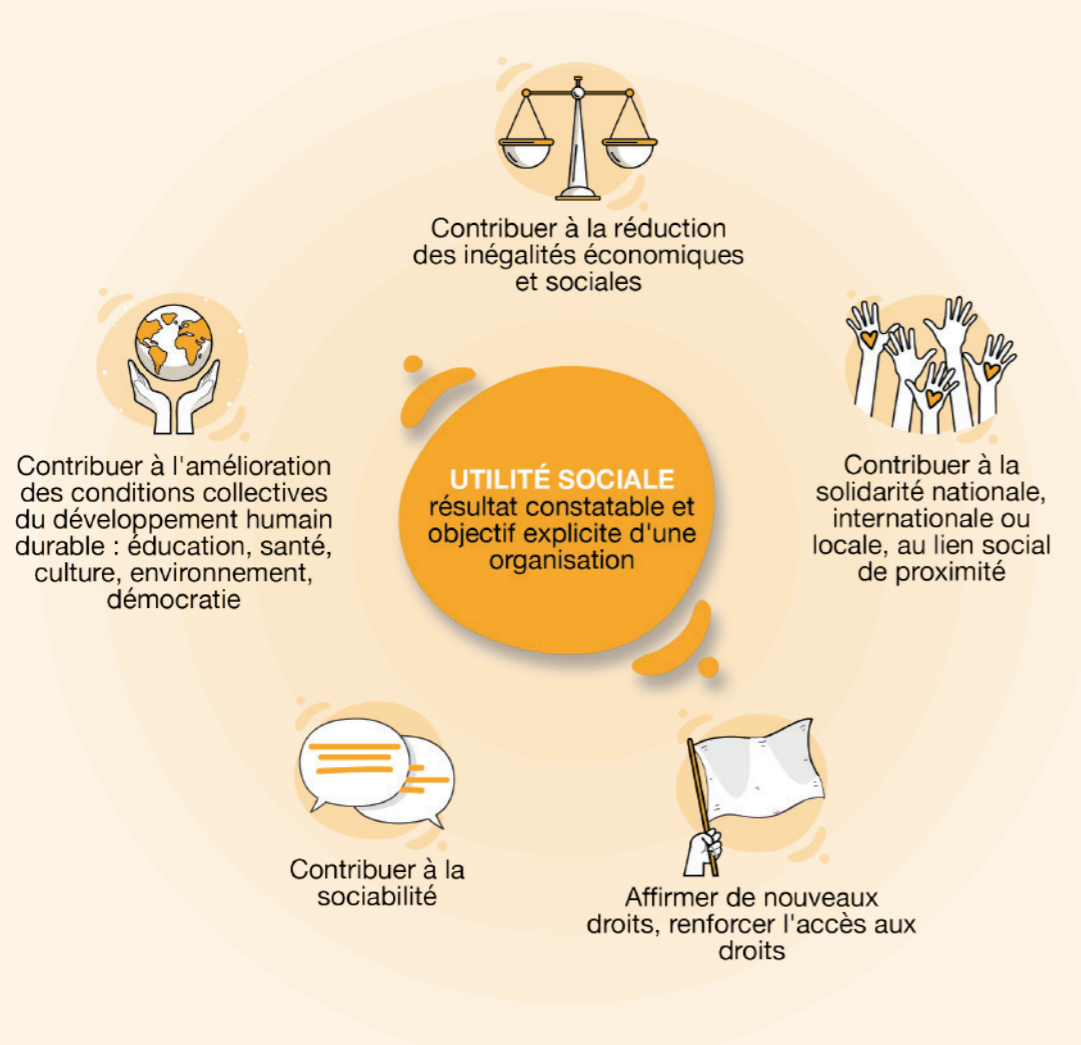 Contribuer à la réduction
des inégalités économiques
et sociales
Contribuer à l'amélioration
des conditions collectives
du développement humain
durable : éducation, santé,
culture, environnement,
démocratie
UTILITÉ SOCIALE
résultat constatable et
objectif explicite d'une
organisation
Contribuer à la
solidarité nationale,
internationale ou
locale, au lien social
de proximité
Contribuer à la
sociabilité
Affirmer de nouveaux
droits, renforcer l'accès aux
droits